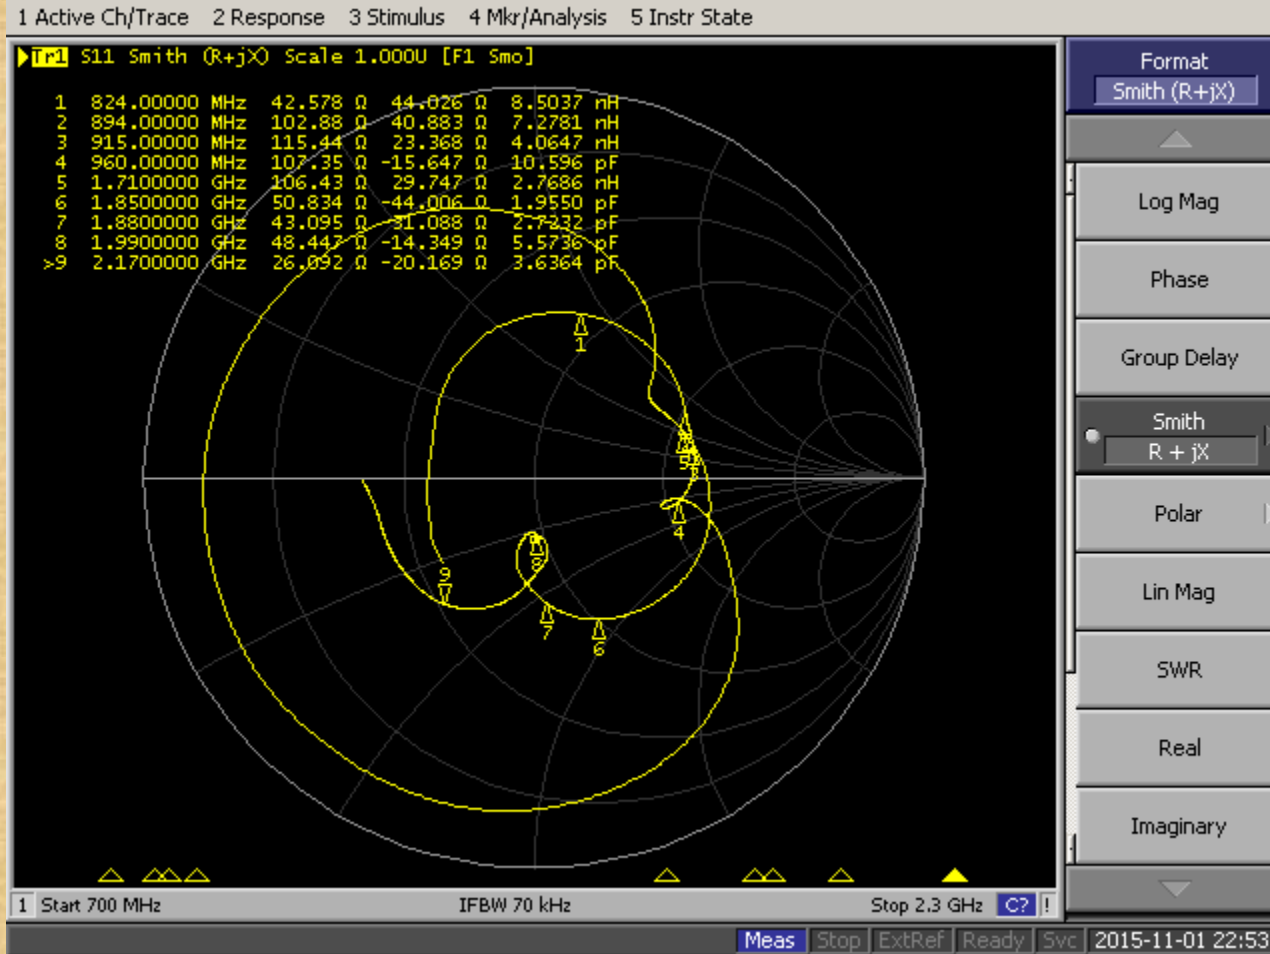 1 Active Ch/Trace 2 Response 3 Stimulus 4 Mkr/Analysis 5 Instr State
Tr1 S11 Smith (R+jX) Scale 1.000U [F1 Smo]
1 824.00000 MHz 42.578 Ω 44.026 Ω 8.5037 nH
2 894.00000 MHz 102.88 Ω 40.883 Ω 7.2781 nH
3 915.00000 MHz 115.44 Ω 23.368 Ω 4.0647 nH
4 960.00000 MHz 107.35 Ω -15.647 Ω 10.596 pF
5 1.7100000 GHz 106.43 Ω 29.747 Ω 2.7686 nH
6 1.8500000 GHz 50.834 Ω -44.006 Ω 1.9550 pF
7 1.8800000 GHz 43.095 Ω -31.088 Ω 2.7232 pF
8 1.9900000 GHz 48.447 Ω -14.349 Ω 5.5736 pF
>9 2.1700000 GHz 26.092 Ω -20.169 Ω 3.6364 pF
1
5
4
9
8
7
6
Format
Smith (R+jX)
Log Mag
Phase
Group Delay
Smith
R + jX
Polar
Lin Mag
SWR
Real
Imaginary
1 Start 700 MHz IFBW 70 kHz Stop 2.3 GHz C? !
Meas Stop ExtRef Ready Svc 2015-11-01 22:53